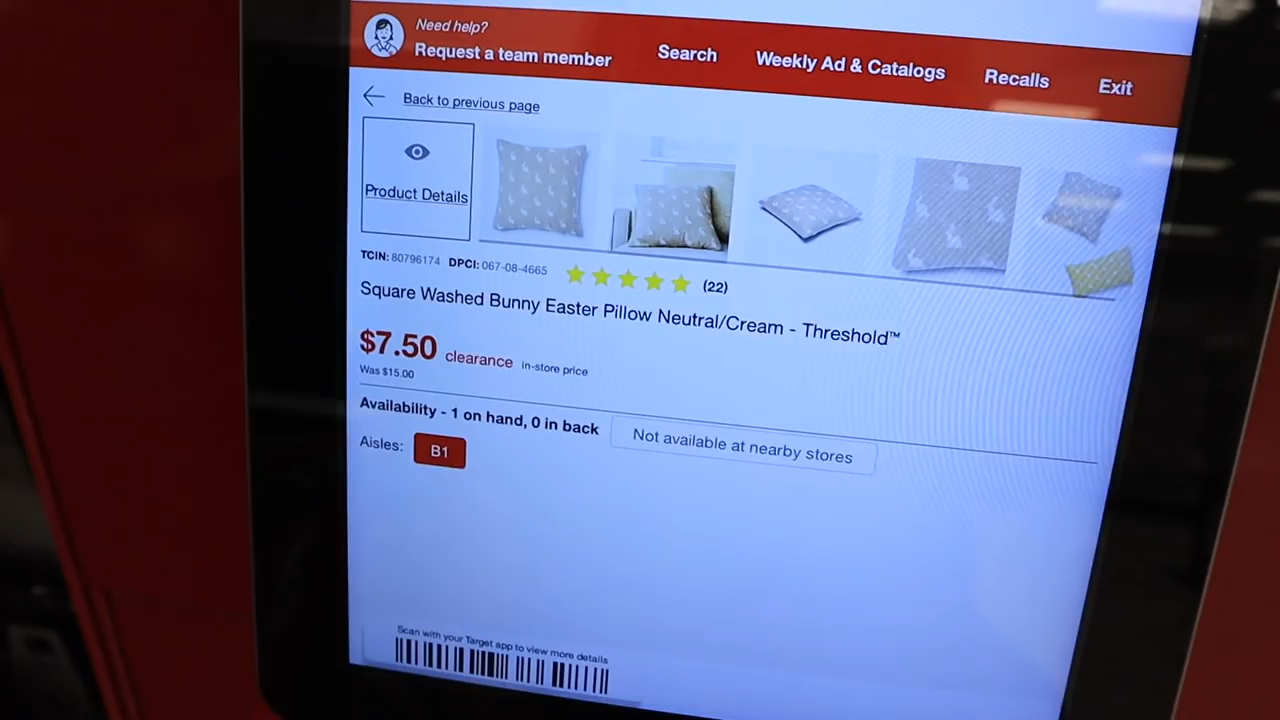 Need help?
Request a team member
Search
Weekly Ad & Catalogs
Recalls
Exit
Back to previous page
Product Details
TCIN: 80796174 DPCI: 067-08-4665
(22)
Square Washed Bunny Easter Pillow Neutral/Cream - Threshold™
$7.50 clearance in-store price
Was $15.00
Availability - 1 on hand, 0 in back
Not available at nearby stores
Aisles: B1
Scan with your Target app to view more details